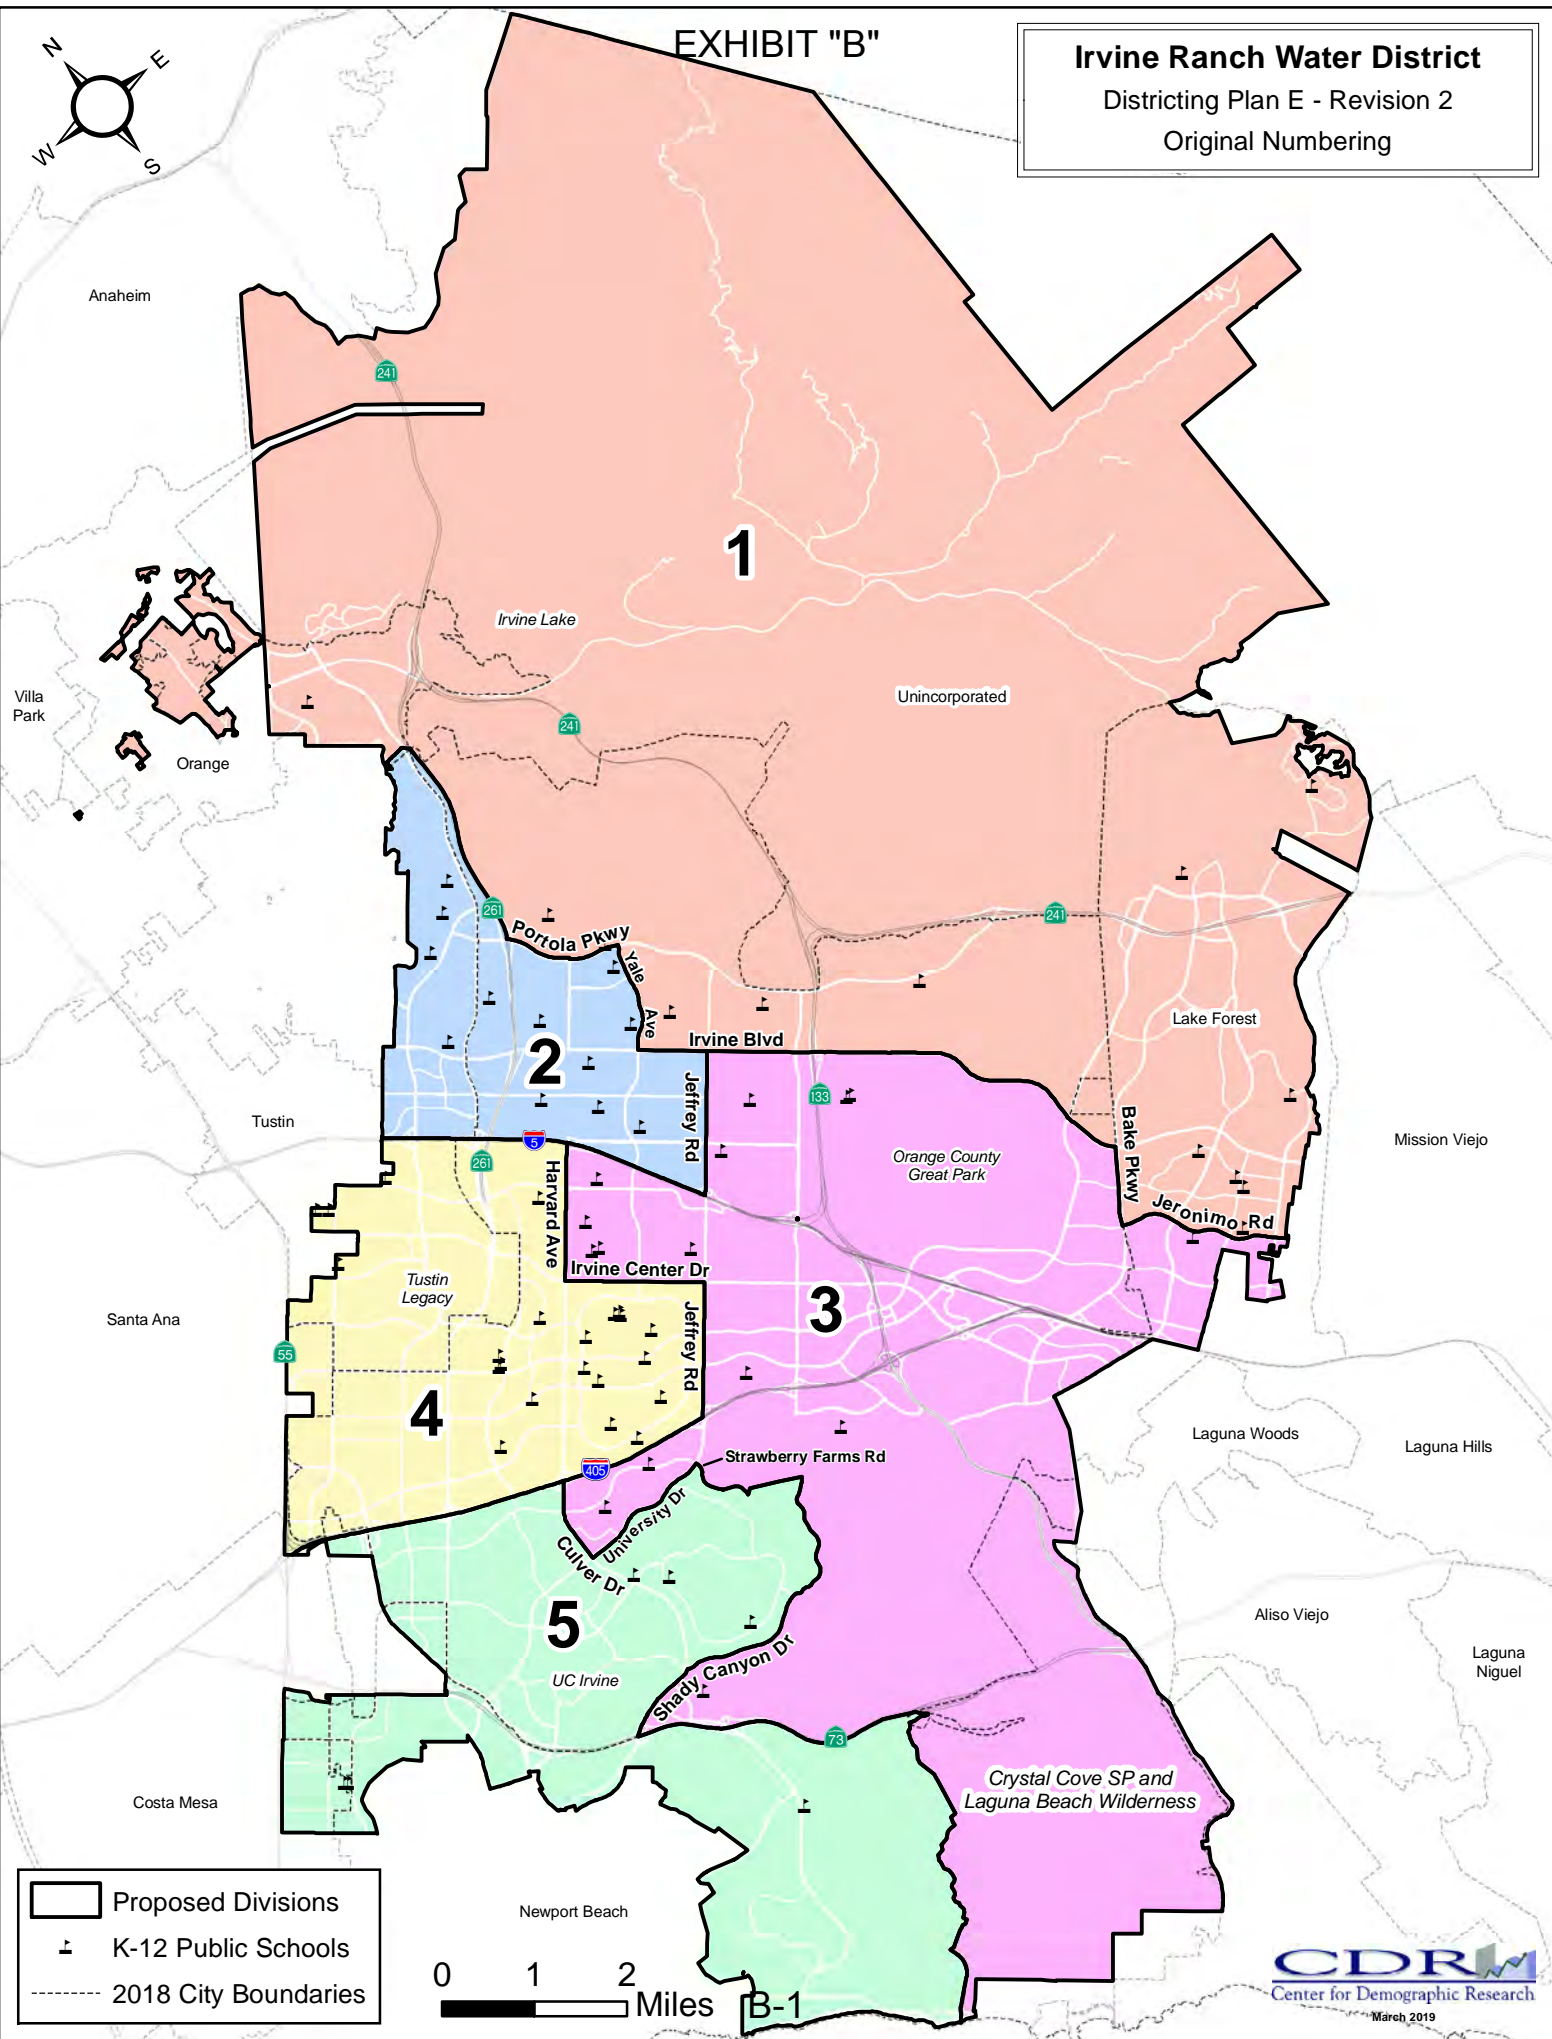 EXHIBIT "B"
Irvine Ranch Water District
Districting Plan E - Revision 2
Original Numbering
N
E
W
S
Anaheim
241
1
Irvine Lake
Unincorporated
Villa
Park
241
Orange
261
Portola Pkwy
241
Yale
Ave
Lake Forest
Irvine Blvd
2
Jeffrey Rd
133
Tustin
5
261
Harvard Ave
Orange County
Great Park
Bake Pkwy
Mission Viejo
Jeronimo Rd
Irvine Center Dr
Tustin
Legacy
Santa Ana
3
Jeffrey Rd
55
4
Laguna Woods
Laguna Hills
Strawberry Farms Rd
405
University Dr
Culver Dr
5
Aliso Viejo
UC Irvine
Shady Canyon Dr
Laguna
Niguel
73
Crystal Cove SP and
Laguna Beach Wilderness
Costa Mesa
Newport Beach
Proposed Divisions
K-12 Public Schools
2018 City Boundaries
0 1 2
Miles
B-1
CDR
Center for Demographic Research
March 2019